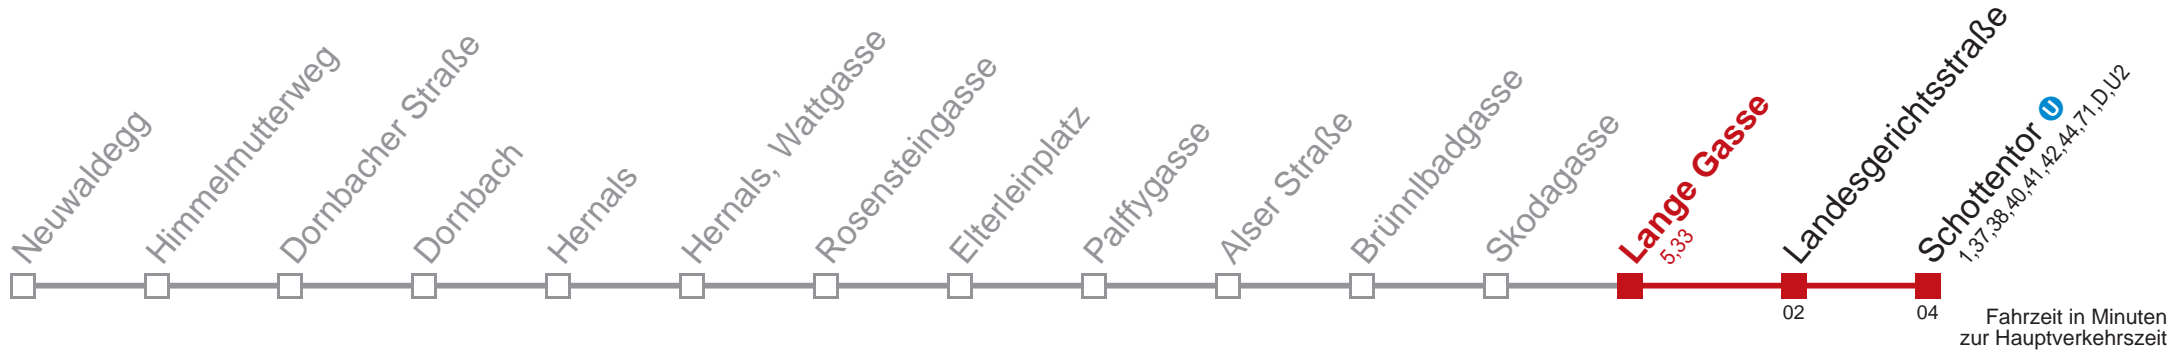 Neuwaldegg
Himmelmutterweg
Dornbacher Straße
Dornbach
Hernals
Hernals, Wattgasse
Rosensteingasse
Elterleinplatz
Palffygasse
Alser Straße
Brünnlbadgasse
Skodagasse
Lange Gasse
5,33
Landesgerichtsstraße
Schottentor U
1,37,38,40,41,42,44,71,D,U2
02
04
Fahrzeit in Minuten
zur Hauptverkehrszeit